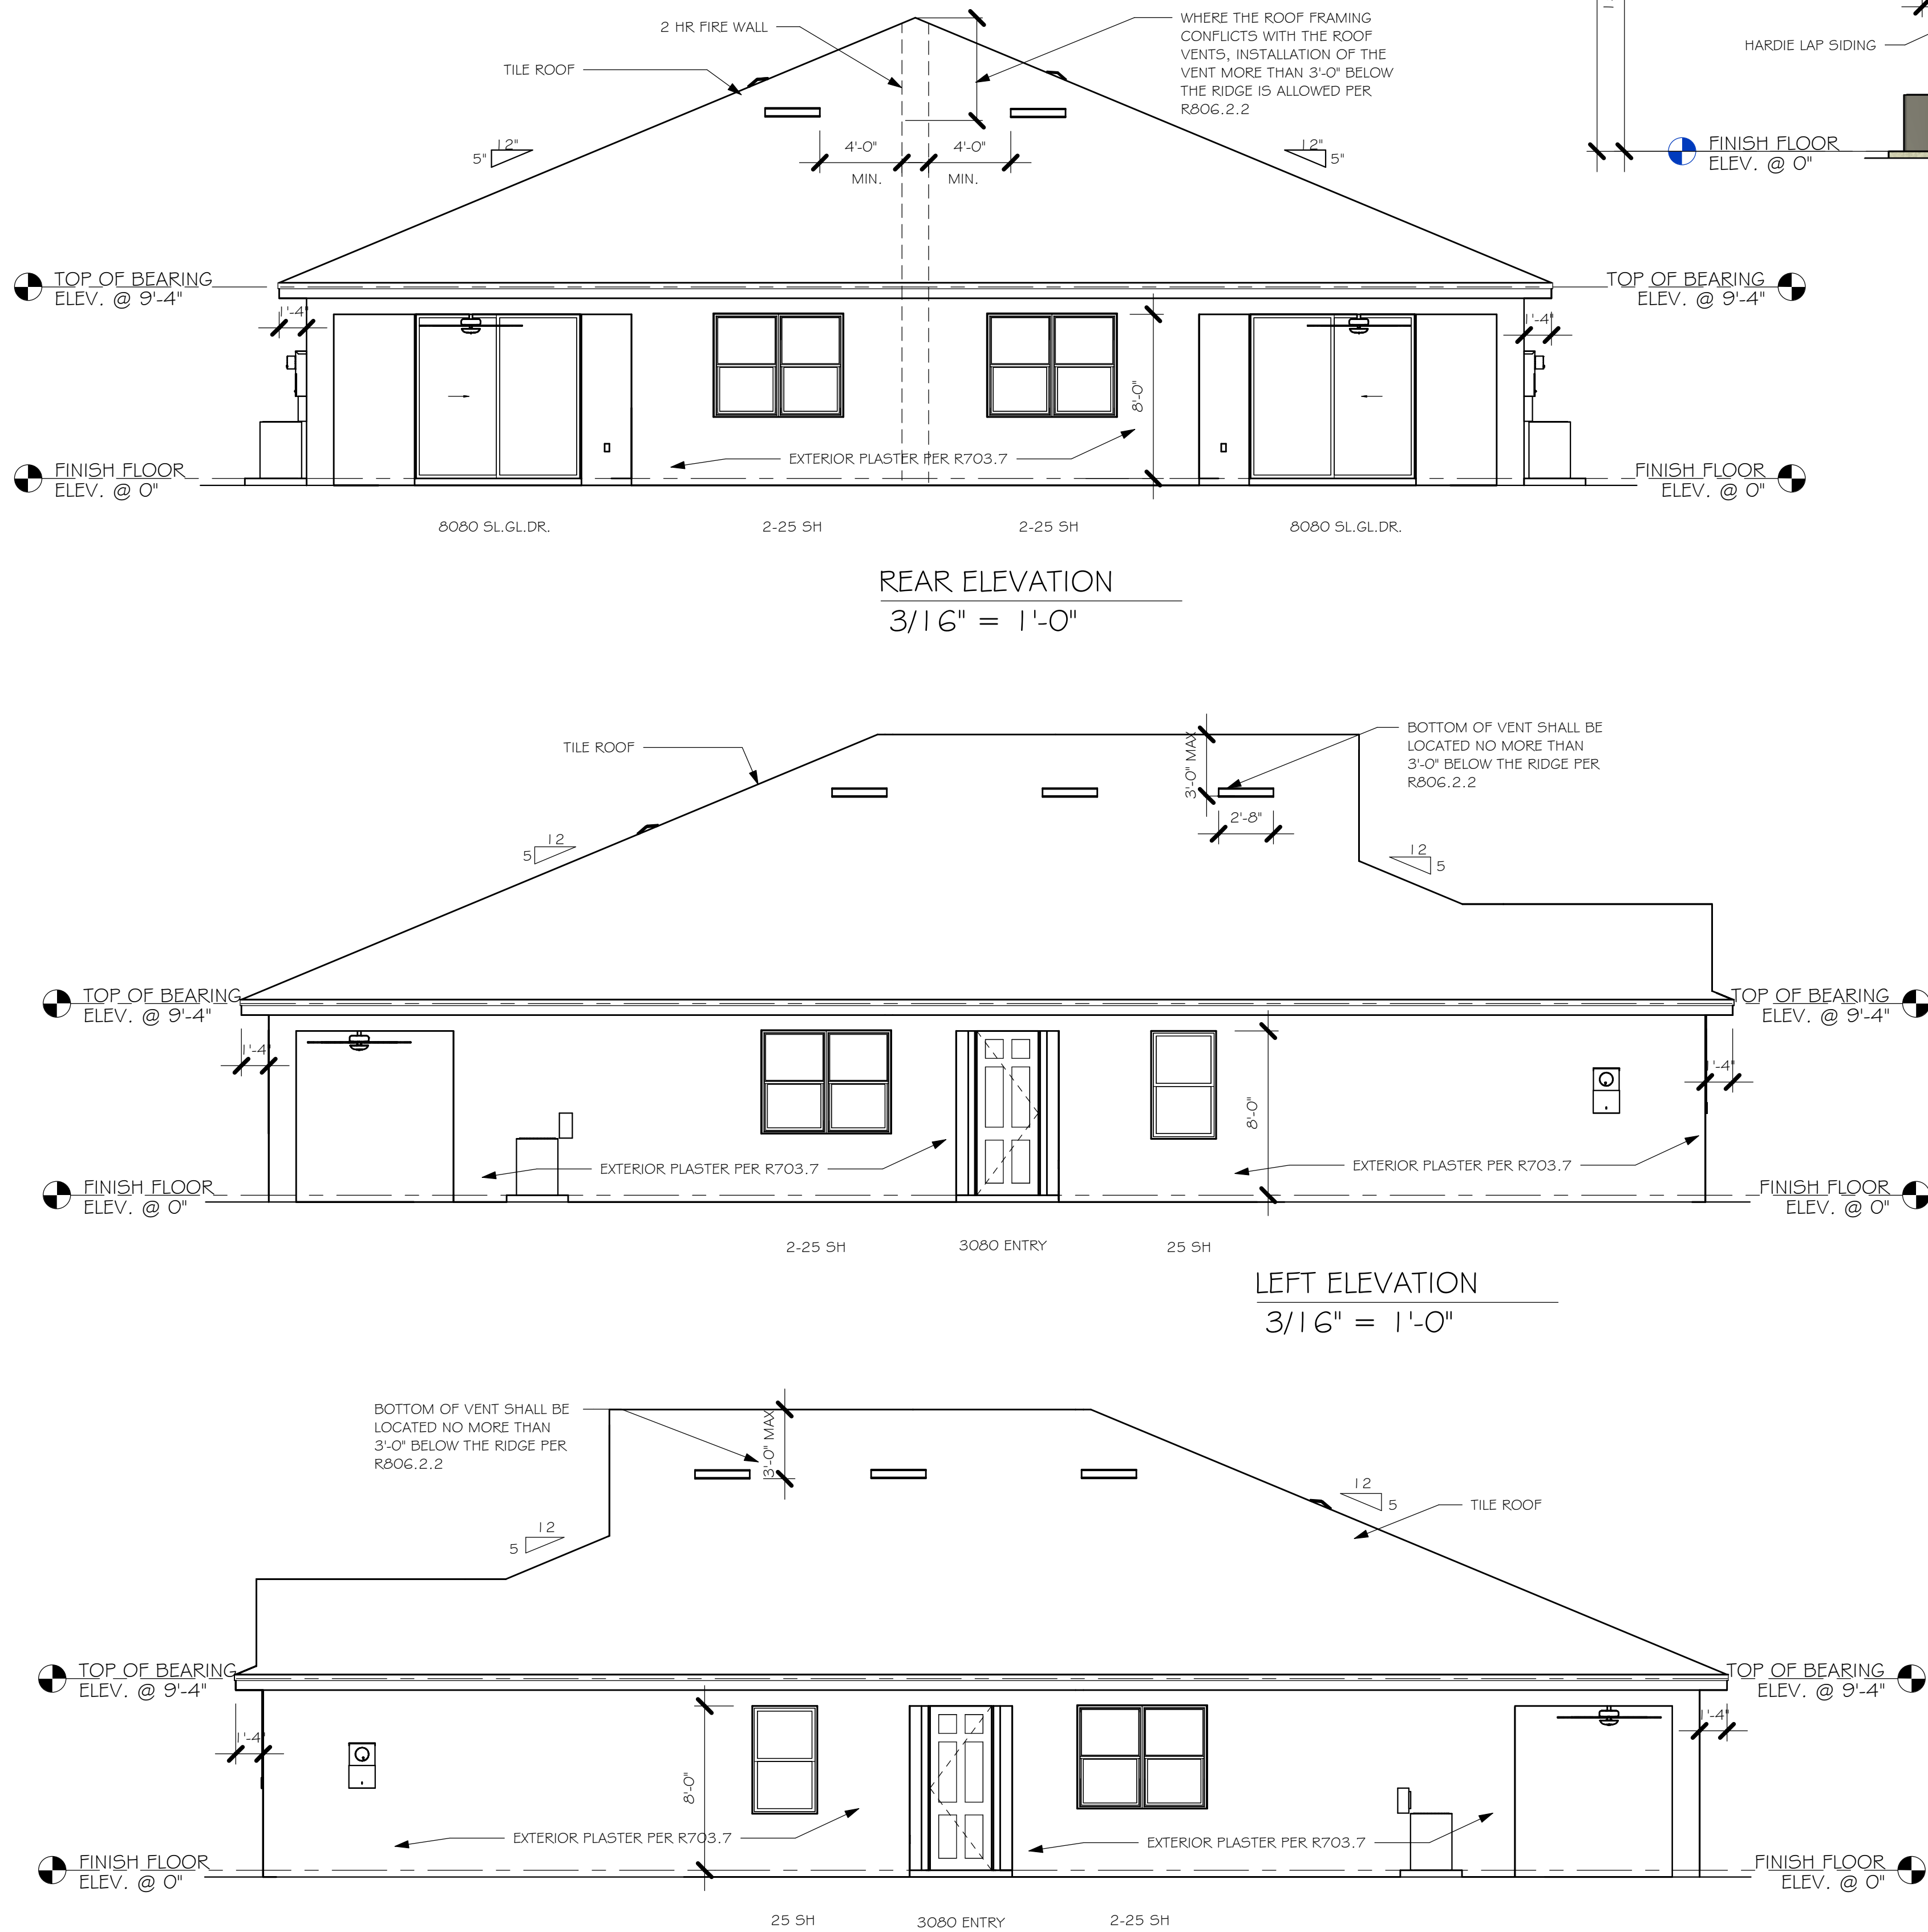 2 HR FIRE WALL
TILE ROOF
WHERE THE ROOF FRAMING
CONFLICTS WITH THE ROOF
VENTS, INSTALLATION OF THE
VENT MORE THAN 3'-0" BELOW
THE RIDGE IS ALLOWED PER
R806.2.2
HARDIE LAP SIDING
FINISH FLOOR
ELEV. @ 0"
12"
5"
4'-0"
MIN.
4'-0"
MIN.
12"
5"
TOP OF BEARING
ELEV. @ 9'-4"
TOP OF BEARING
ELEV. @ 9'-4"
1'-4"
1'-4"
8'-0"
EXTERIOR PLASTER PER R703.7
FINISH FLOOR
ELEV. @ 0"
FINISH FLOOR
ELEV. @ 0"
8080 SL.GL.DR.
2-25 SH
2-25 SH
8080 SL.GL.DR.
REAR ELEVATION
3/16" = 1'-0"
TILE ROOF
3'-0" MAX
BOTTOM OF VENT SHALL BE
LOCATED NO MORE THAN
3'-0" BELOW THE RIDGE PER
R806.2.2
2'-8"
12
5
12
5
TOP OF BEARING
ELEV. @ 9'-4"
TOP OF BEARING
ELEV. @ 9'-4"
1'-4"
1'-4"
8'-0"
EXTERIOR PLASTER PER R703.7
EXTERIOR PLASTER PER R703.7
FINISH FLOOR
ELEV. @ 0"
FINISH FLOOR
ELEV. @ 0"
2-25 SH
3080 ENTRY
25 SH
LEFT ELEVATION
3/16" = 1'-0"
BOTTOM OF VENT SHALL BE
LOCATED NO MORE THAN
3'-0" BELOW THE RIDGE PER
R806.2.2
3'-0" MAX
12
5
12
5
TILE ROOF
TOP OF BEARING
ELEV. @ 9'-4"
TOP OF BEARING
ELEV. @ 9'-4"
1'-4"
1'-4"
8'-0"
EXTERIOR PLASTER PER R703.7
EXTERIOR PLASTER PER R703.7
FINISH FLOOR
ELEV. @ 0"
FINISH FLOOR
ELEV. @ 0"
25 SH
3080 ENTRY
2-25 SH